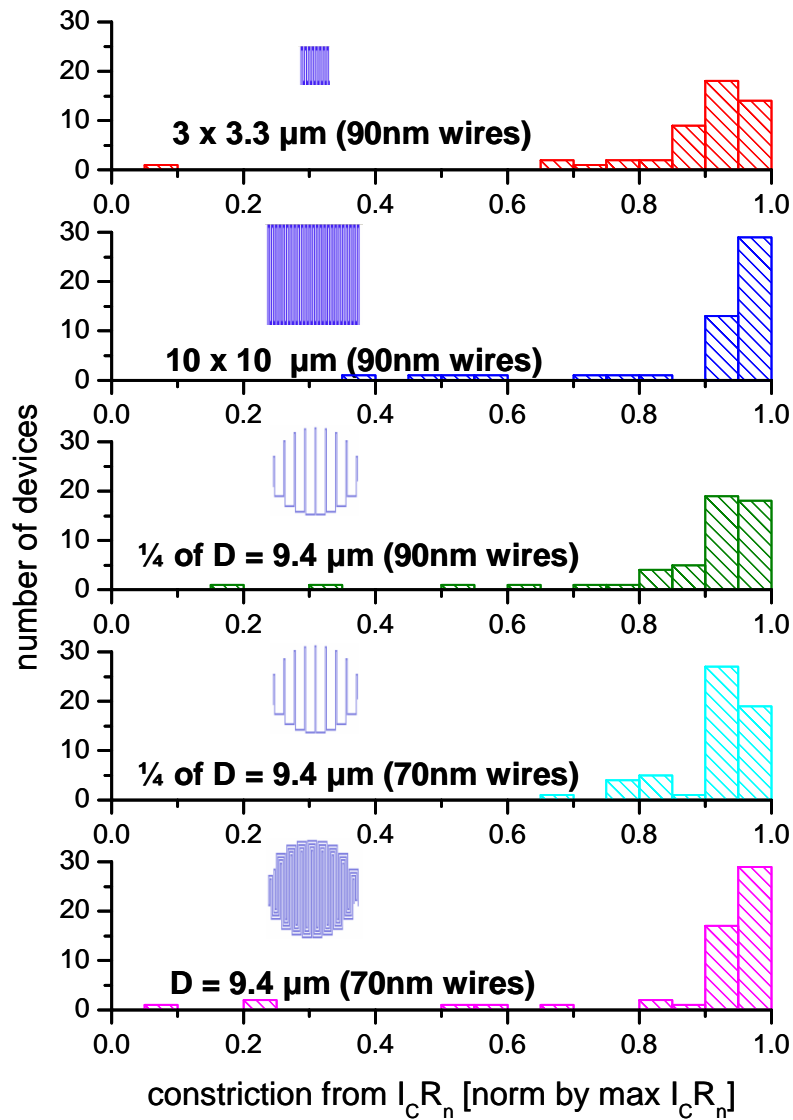 30
20
10
0
3 x 3.3 µm (90nm wires)
0.0 0.2 0.4 0.6 0.8 1.0
30
20
10
0
10 x 10 µm (90nm wires)
0.0 0.2 0.4 0.6 0.8 1.0
30
20
10
0
¼ of D = 9.4 µm (90nm wires)
0.0 0.2 0.4 0.6 0.8 1.0
30
20
10
0
¼ of D = 9.4 µm (70nm wires)
0.0 0.2 0.4 0.6 0.8 1.0
30
20
10
0
D = 9.4 µm (70nm wires)
0.0 0.2 0.4 0.6 0.8 1.0
number of devices
constriction from I_CR_n [norm by max I_CR_n]